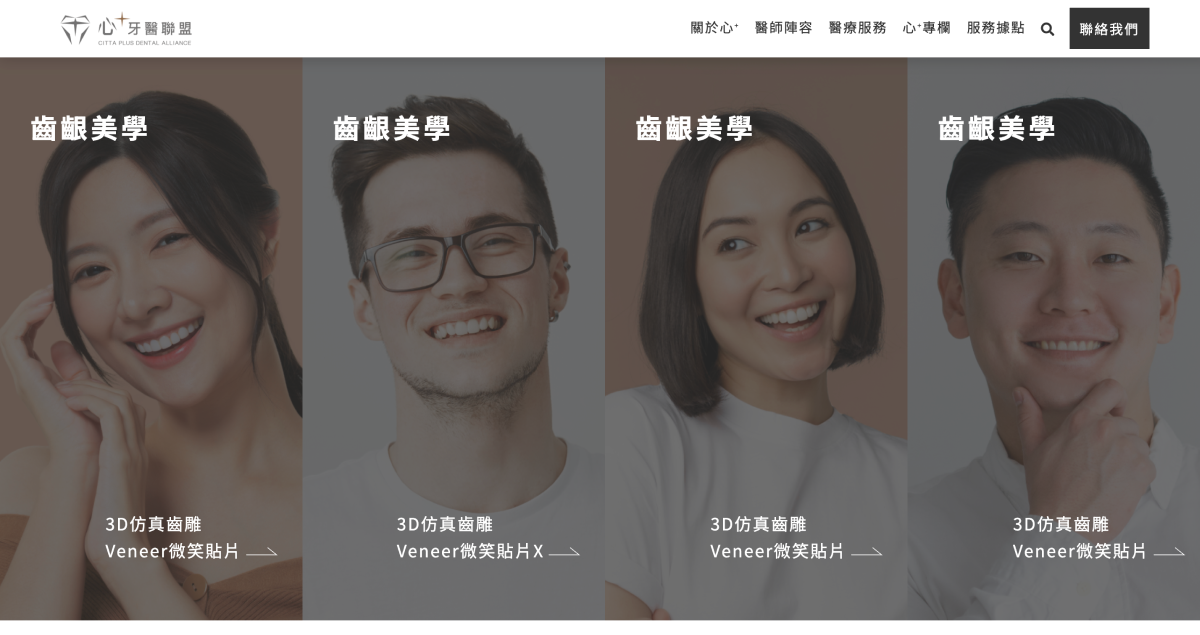 心+牙醫聯盟
CITTA PLUS DENTAL ALLIANCE
關於心+ 醫師陣容 醫療服務 心+專欄 服務據點 聯絡我們
齒齦美學 齒齦美學 齒齦美學 齒齦美學
3D仿真齒雕 3D仿真齒雕 3D仿真齒雕 3D仿真齒雕
Veneer微笑貼片 Veneer微笑貼片X Veneer微笑貼片 Veneer微笑貼片